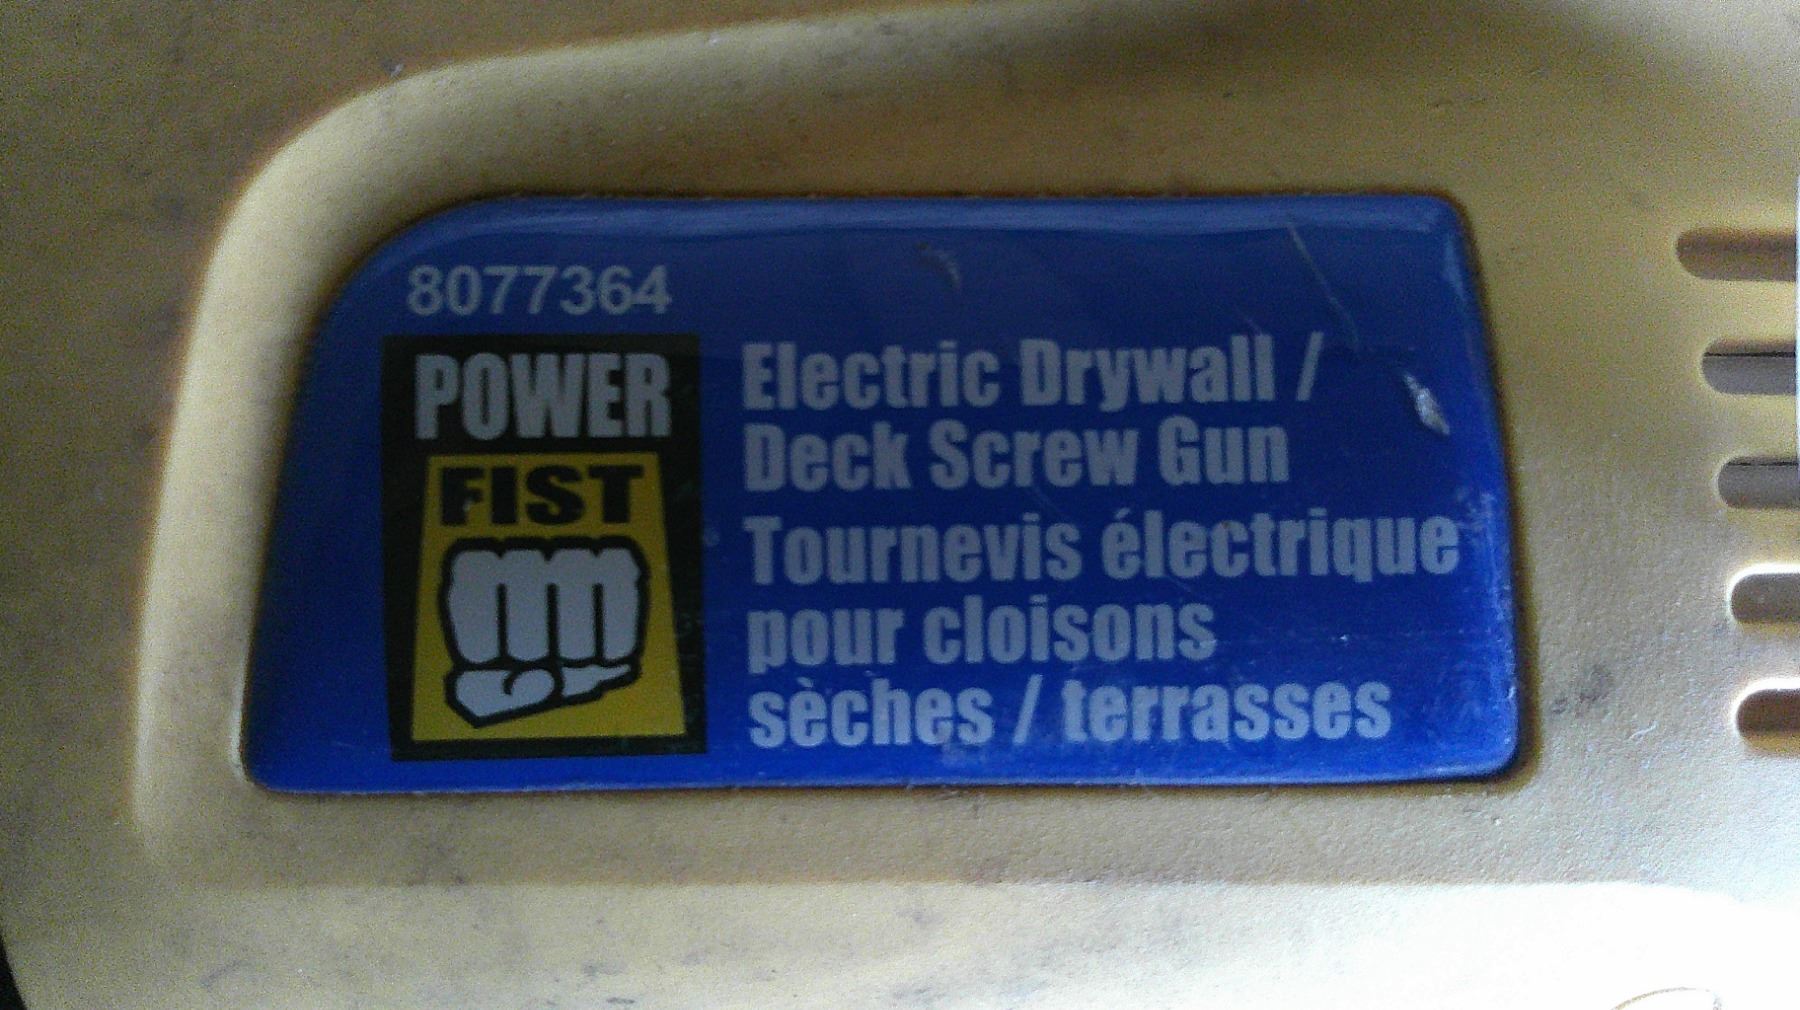 8077364
POWER
FIST
Electric Drywall /
Deck Screw Gun
Tournevis électrique
pour cloisons
sèches / terrasses